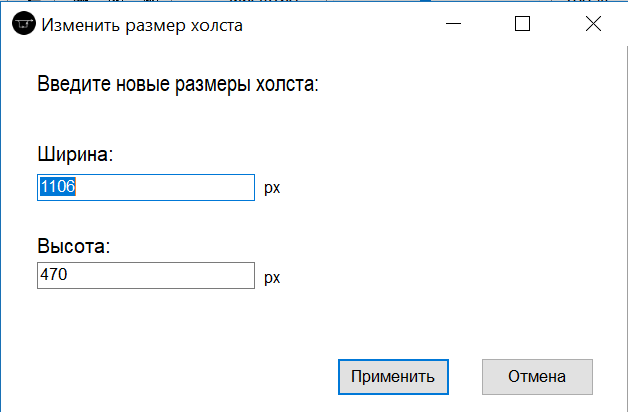 Изменить размер холста
Введите новые размеры холста:
Ширина:
1106 px
Высота:
470 px
Применить Отмена